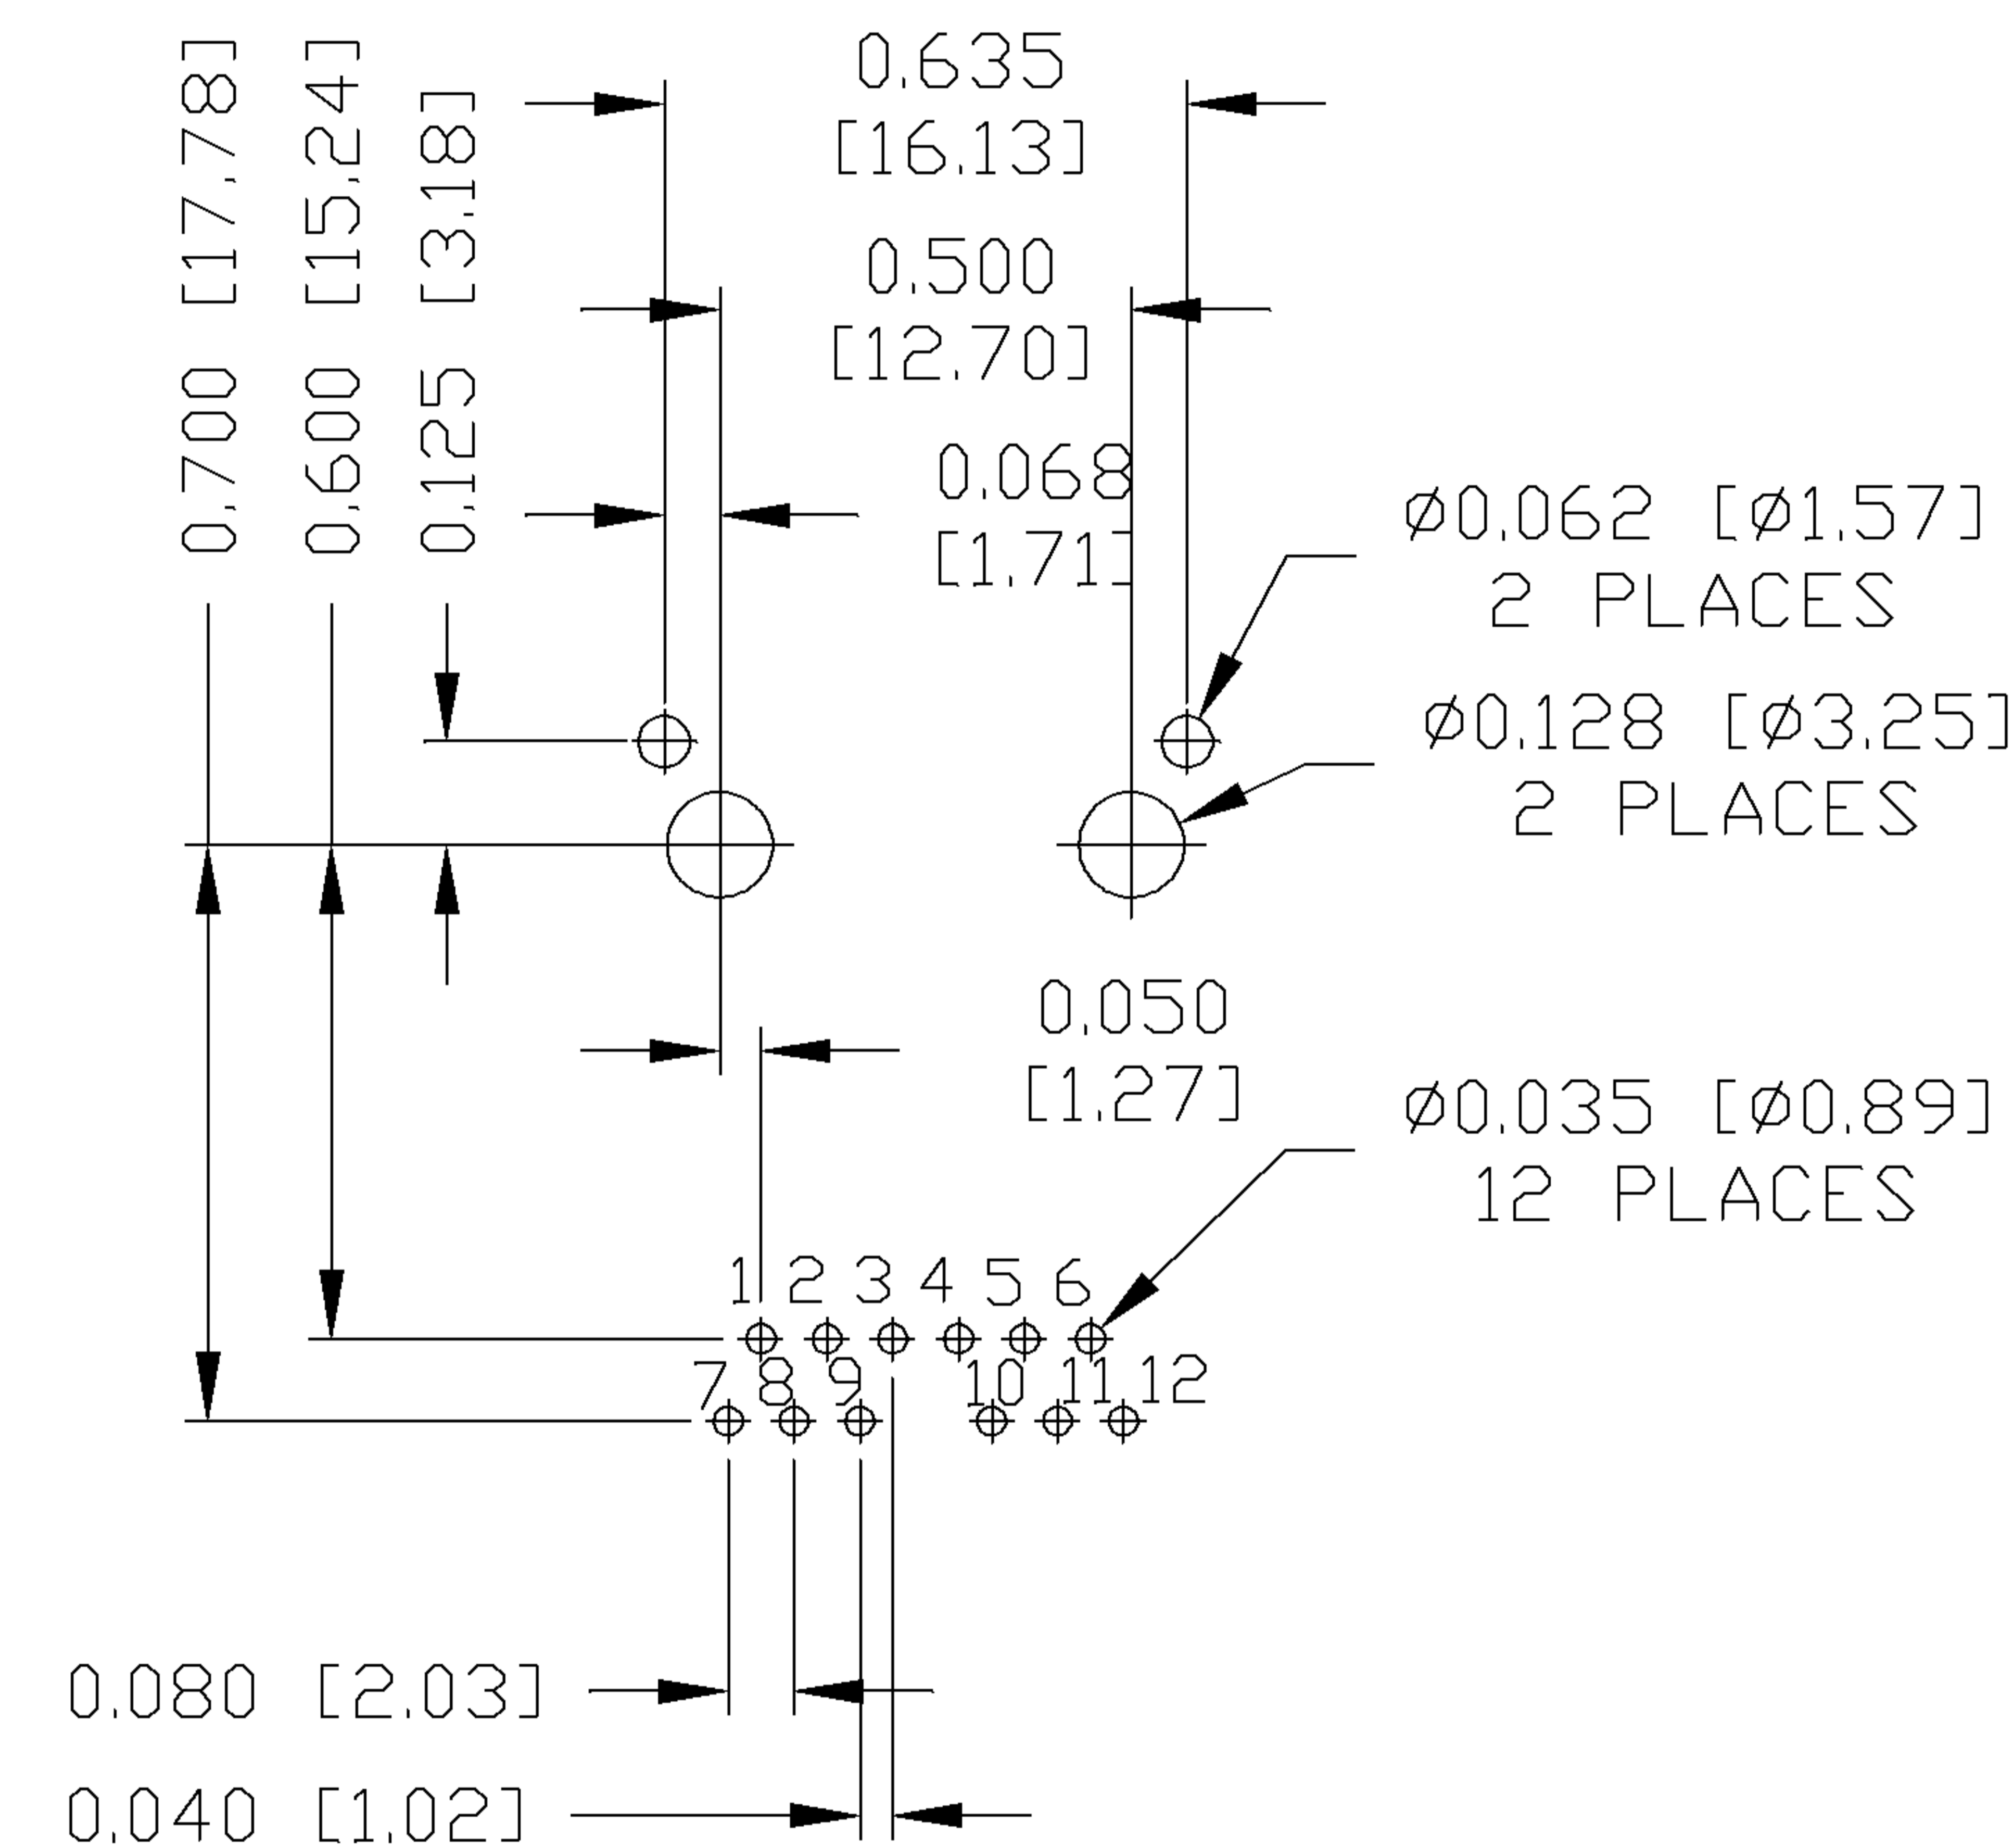 0.700 [17.78]
0.600 [15.24]
0.125 [3.18]
0.635
[16.13]
0.500
[12.70]
0.068
[1.71]
Ø0.062 [Ø1.57]
2 PLACES
Ø0.128 [Ø3.25]
2 PLACES
0.050
[1.27]
Ø0.035 [Ø0.89]
12 PLACES
1 2 3 4 5 6
7 8 9 10 11 12
0.080 [2.03]
0.040 [1.02]